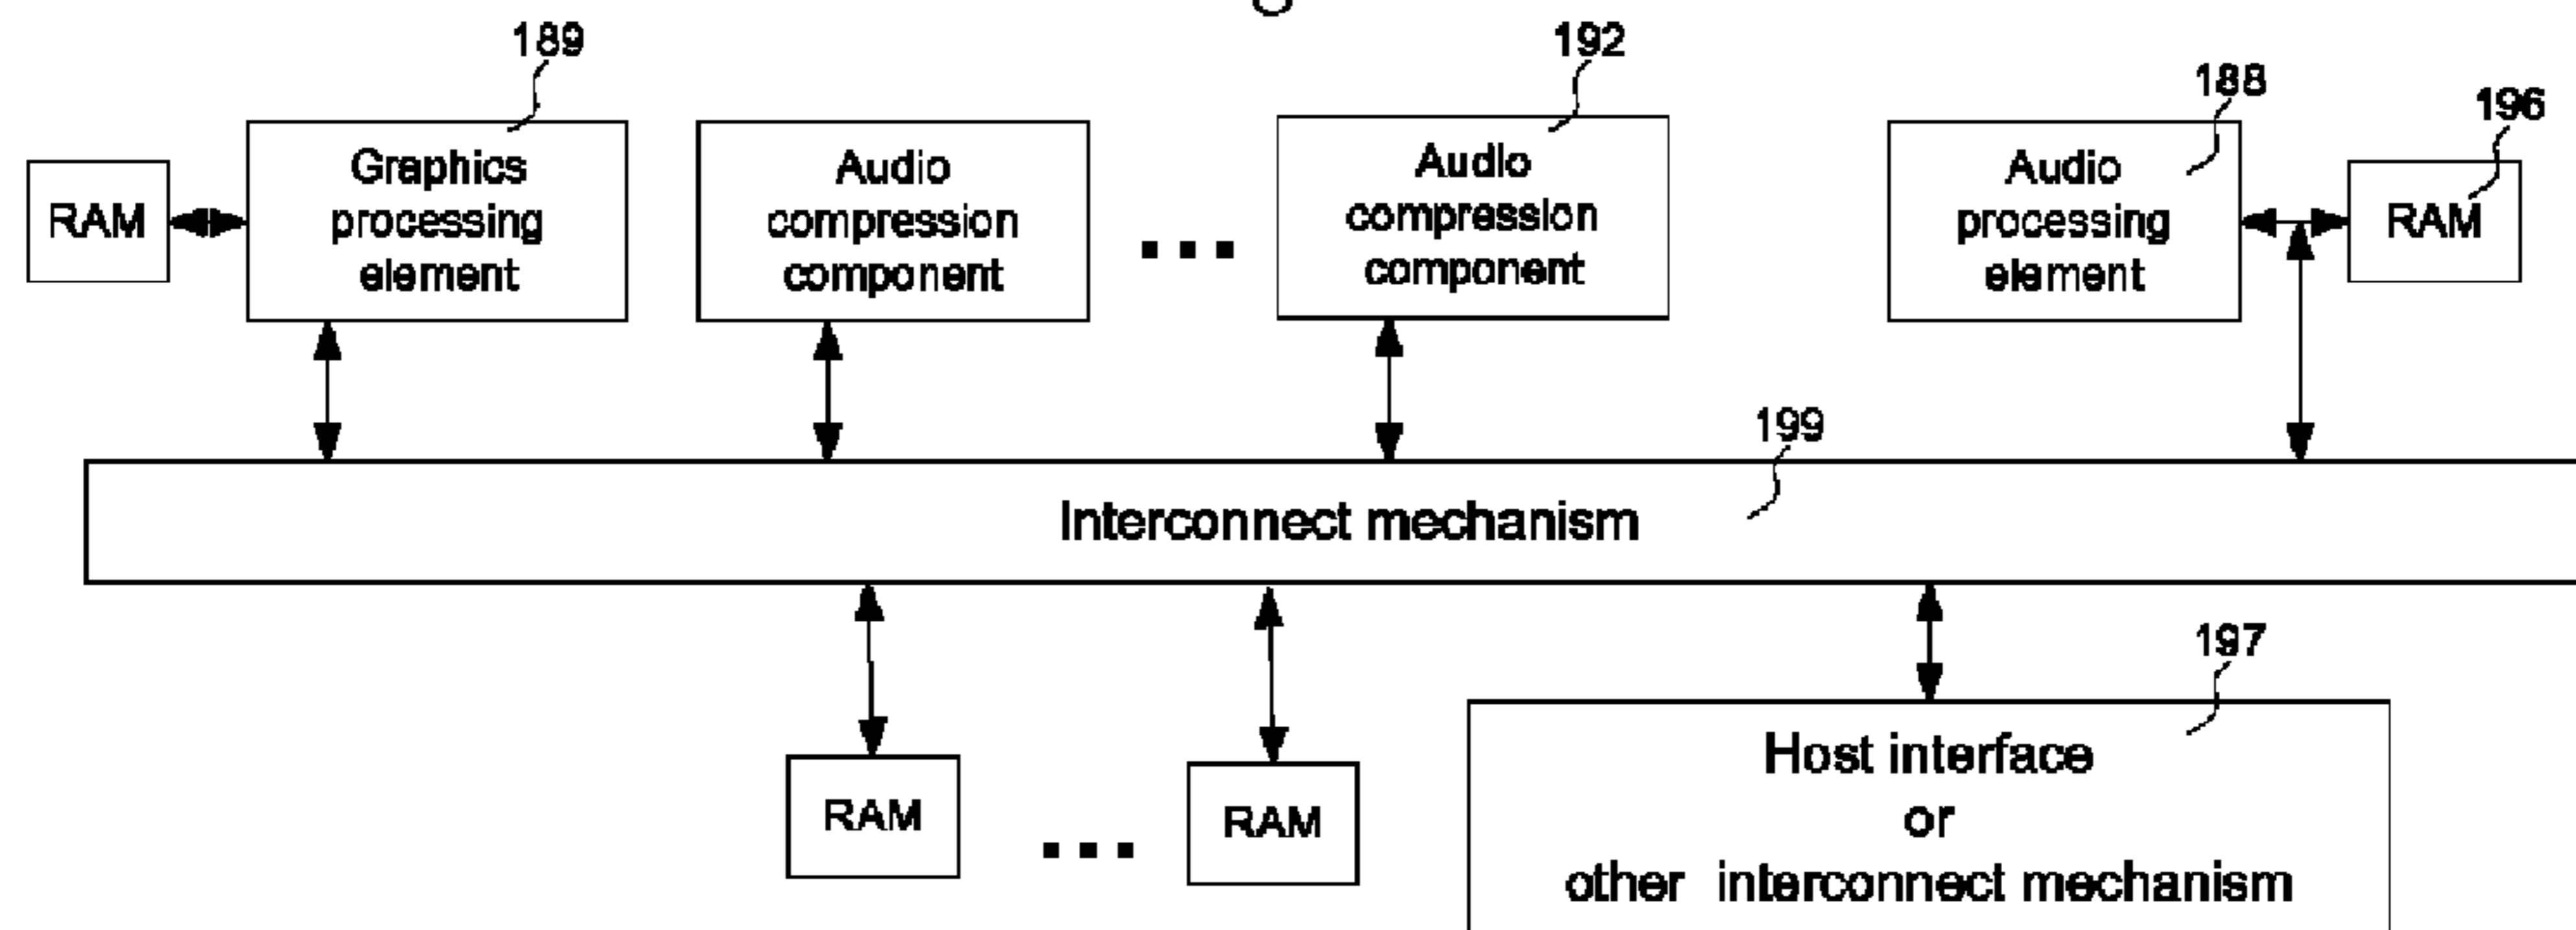 189
192
188
196
RAM
Graphics
processing
element
Audio
compression
component
...
Audio
compression
component
Audio
processing
element
RAM
199
Interconnect mechanism
197
RAM
...
RAM
Host interface
or
other interconnect mechanism